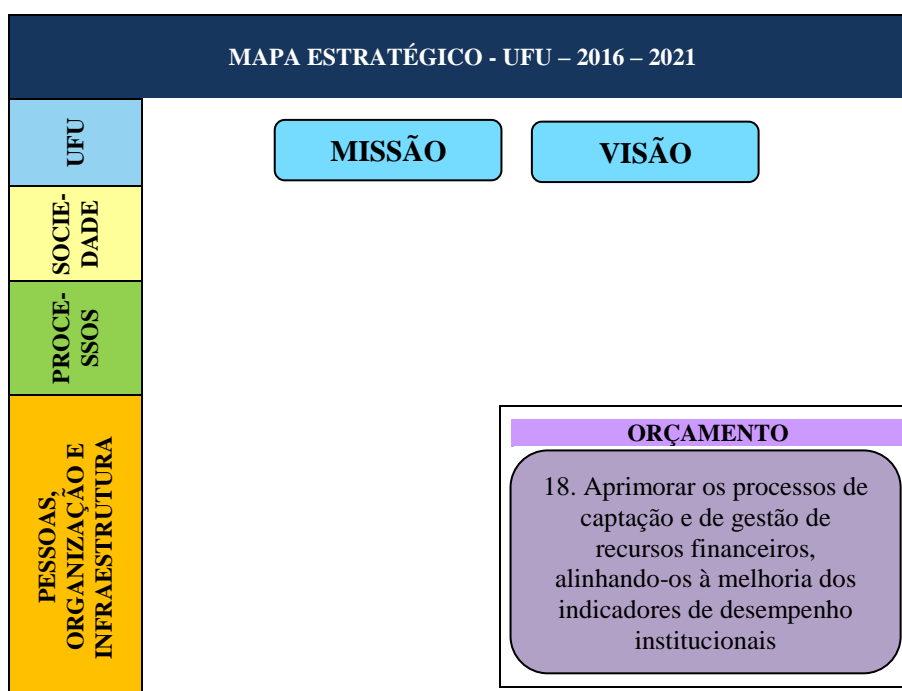 MAPA ESTRATÉGICO - UFU – 2016 – 2021
UFU
MISSÃO
VISÃO
SOCIE-
DADE
PROCE-
SSOS
PESSOAS,
ORGANIZAÇÃO E
INFRAESTRUTURA
ORÇAMENTO
18. Aprimorar os processos de
captação e de gestão de
recursos financeiros,
alinhando-os à melhoria dos
indicadores de desempenho
institucionais